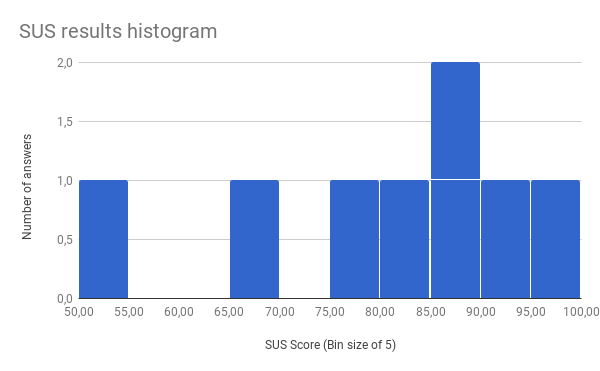 SUS results histogram
2,0
1,5
1,0
0,5
0,0
Number of answers
50,00 55,00 60,00 65,00 70,00 75,00 80,00 85,00 90,00 95,00 100,00
SUS Score (Bin size of 5)